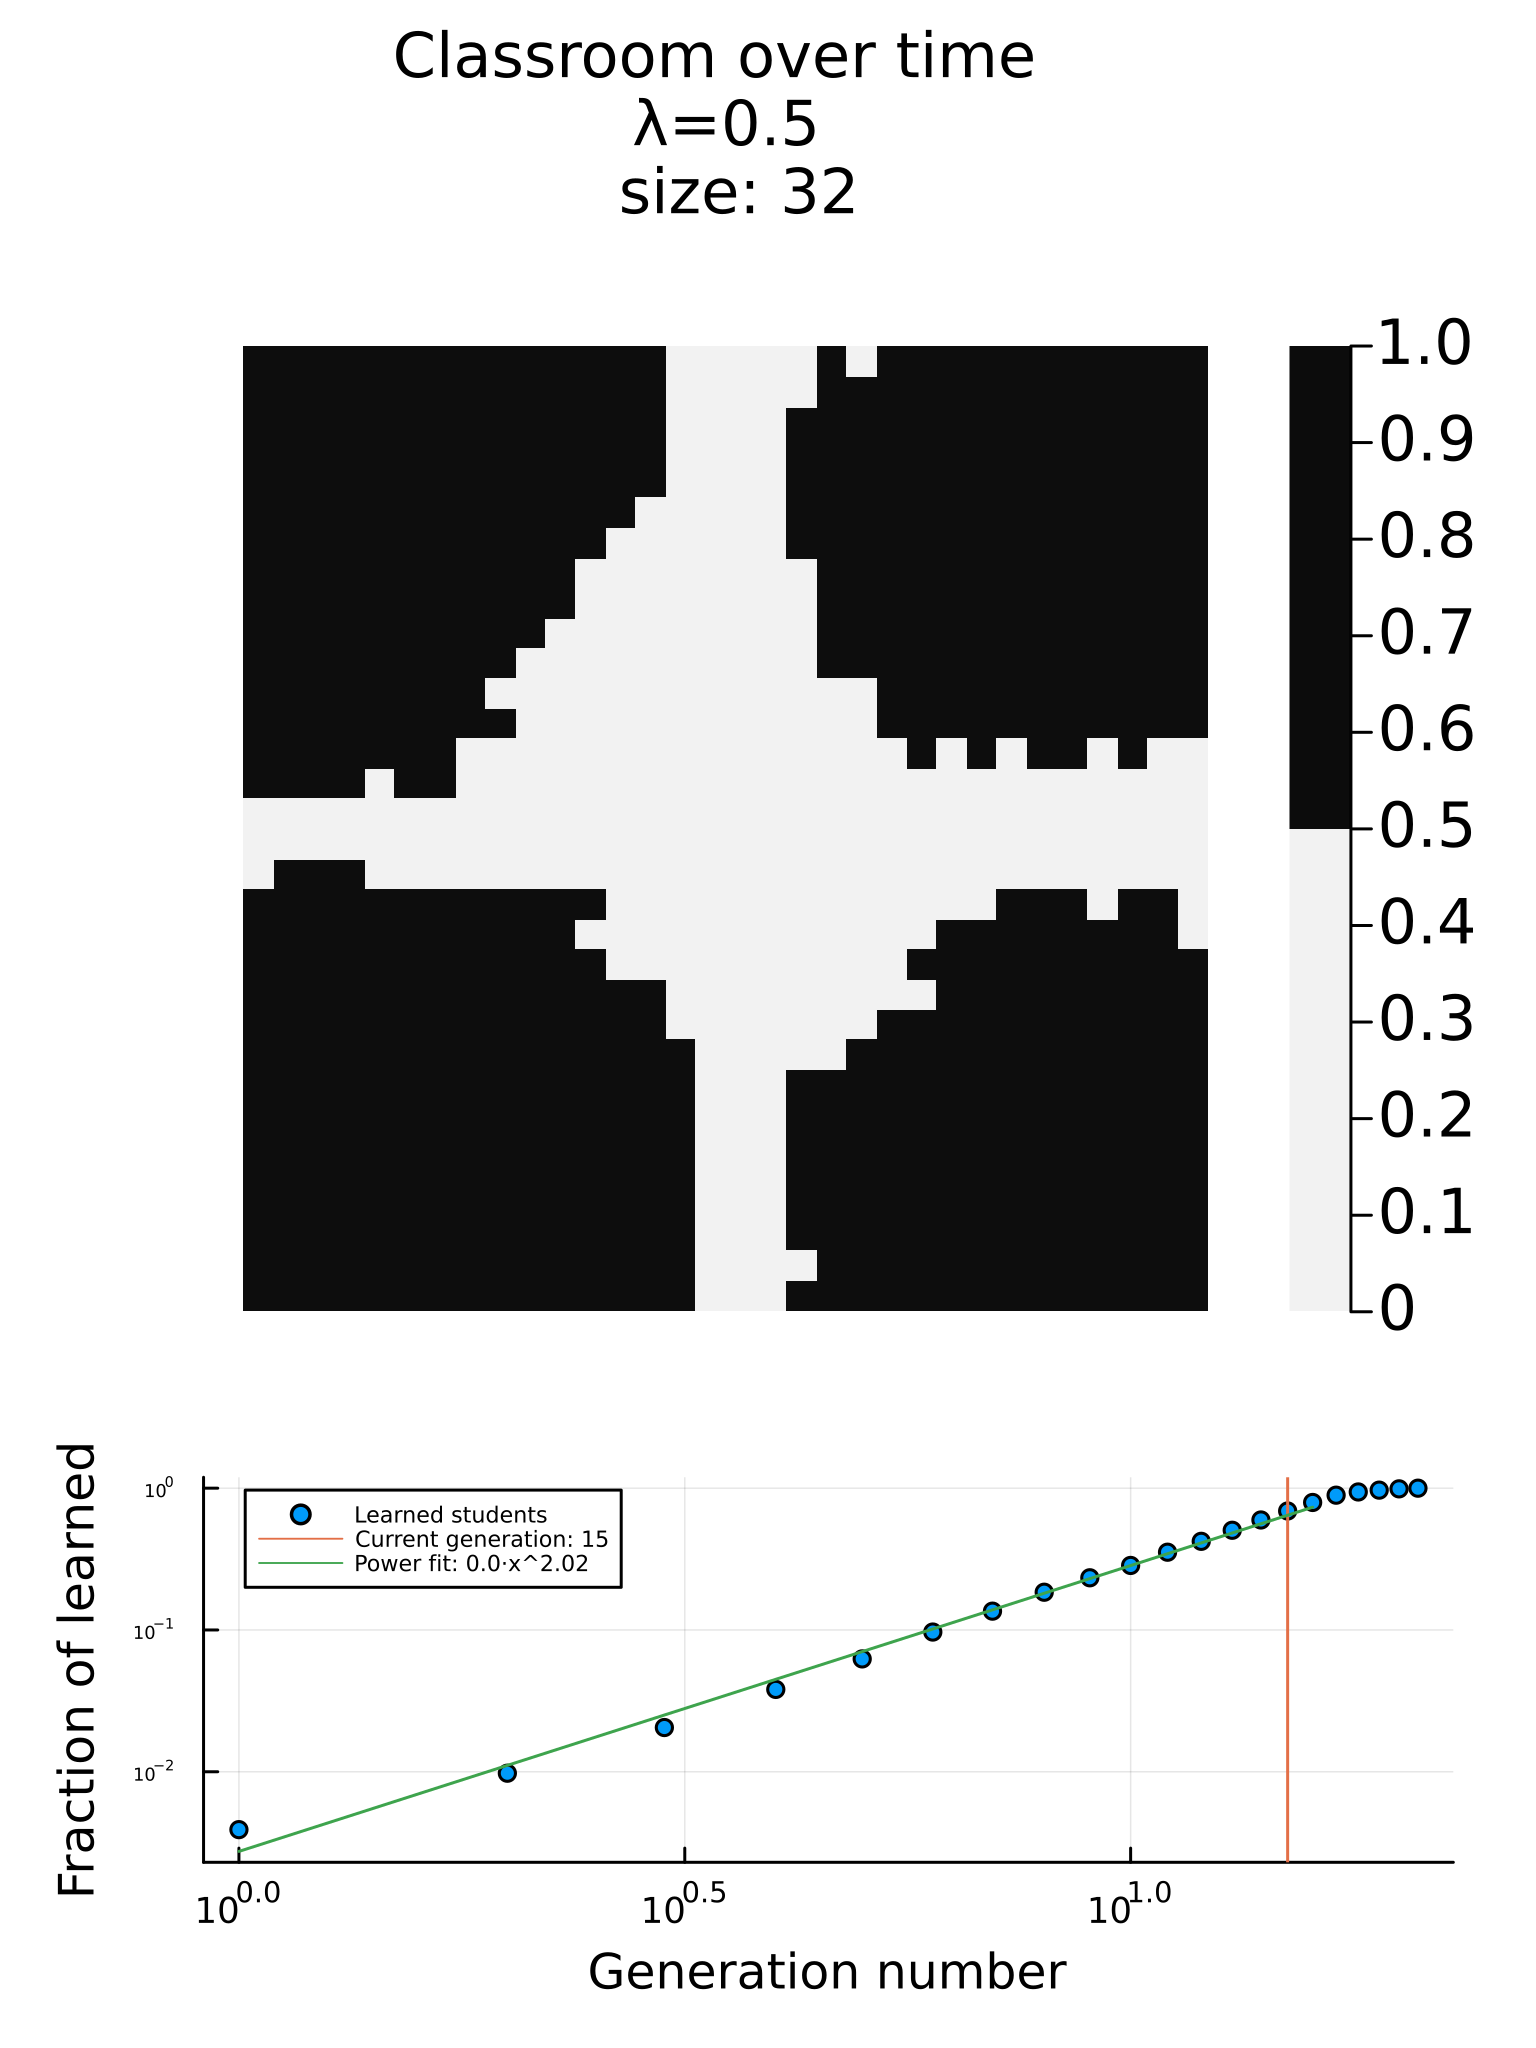 Classroom over time
λ=0.5
size: 32
1.0
0.9
0.8
0.7
0.6
0.5
0.4
0.3
0.2
0.1
0
Fraction of learned
10⁰
10⁻¹
10⁻²
Learned students
Current generation: 15
Power fit: 0.0·x^2.02
10^0.0
10^0.5
10^1.0
Generation number